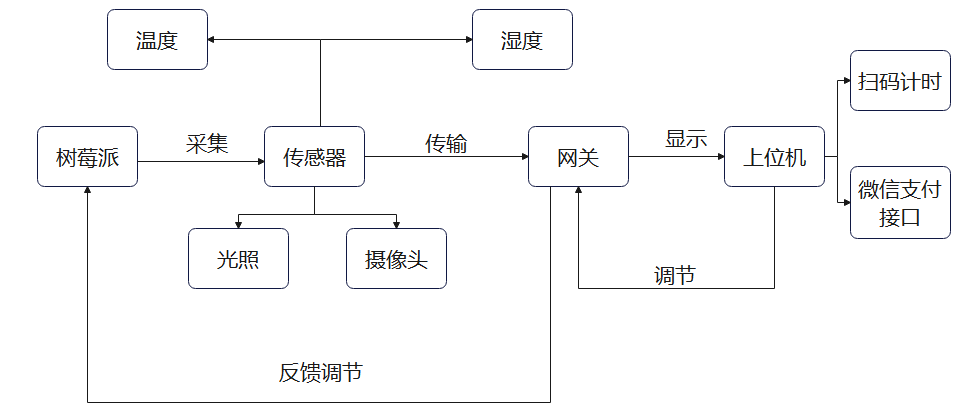 温度
湿度
扫码计时
树莓派
采集
传感器
传输
网关
显示
上位机
微信支付
接口
光照
摄像头
调节
反馈调节